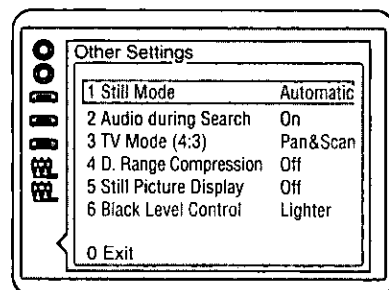 Other Settings
1 Still Mode Automatic
2 Audio during Search On
3 TV Mode (4:3) Pan&Scan
4 D. Range Compression Off
5 Still Picture Display Off
6 Black Level Control Lighter
0 Exit